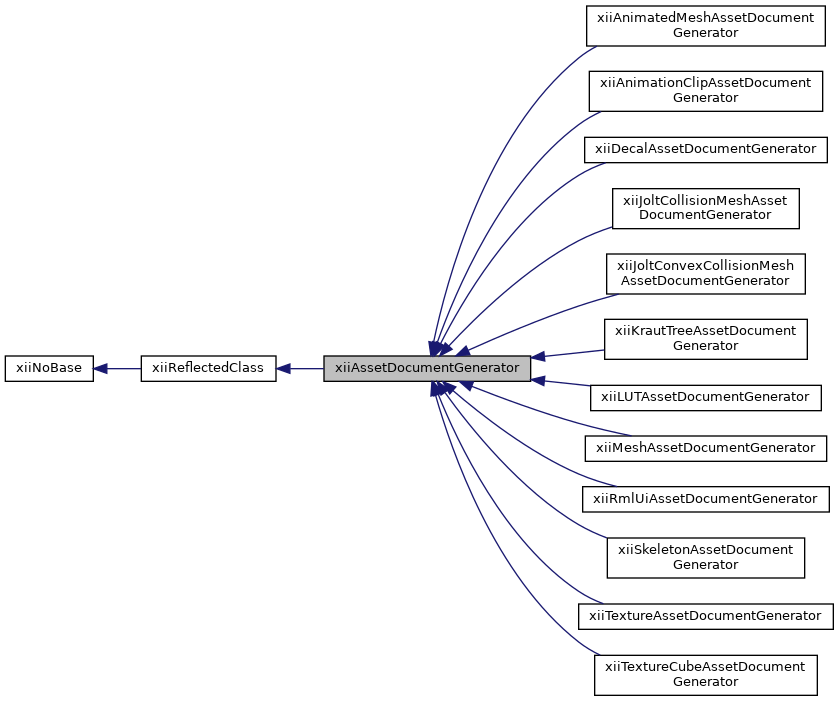 xiiNoBase
xiiReflectedClass
xiiAssetDocumentGenerator
xiiAnimatedMeshAssetDocument
Generator
xiiAnimationClipAssetDocument
Generator
xiiDecalAssetDocumentGenerator
xiiJoltCollisionMeshAsset
DocumentGenerator
xiiJoltConvexCollisionMesh
AssetDocumentGenerator
xiiKrautTreeAssetDocument
Generator
xiiLUTAssetDocumentGenerator
xiiMeshAssetDocumentGenerator
xiiRmlUiAssetDocumentGenerator
xiiSkeletonAssetDocument
Generator
xiiTextureAssetDocumentGenerator
xiiTextureCubeAssetDocument
Generator